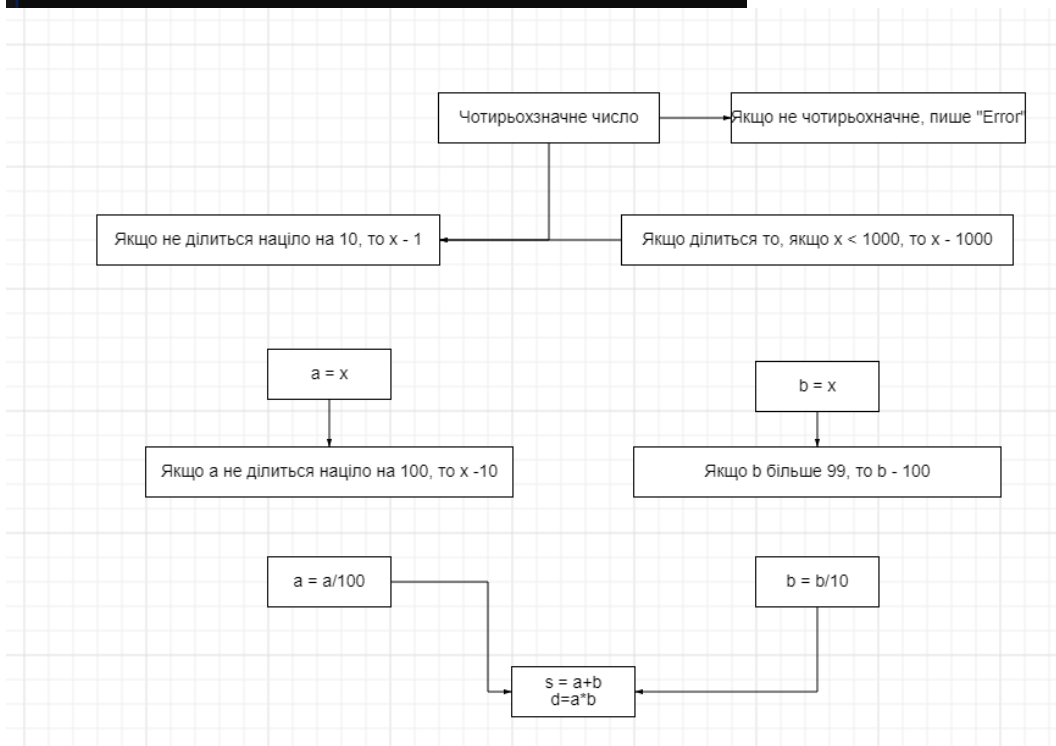 Чотирьохзначне число
Якщо не чотирьохначне, пише "Error"
Якщо не ділиться націло на 10, то x - 1
Якщо ділиться то, якщо x < 1000, то x - 1000
a = x
b = x
Якщо a не ділиться націло на 100, то x -10
Якщо b більше 99, то b - 100
a = a/100
b = b/10
s = a+b
d=a*b